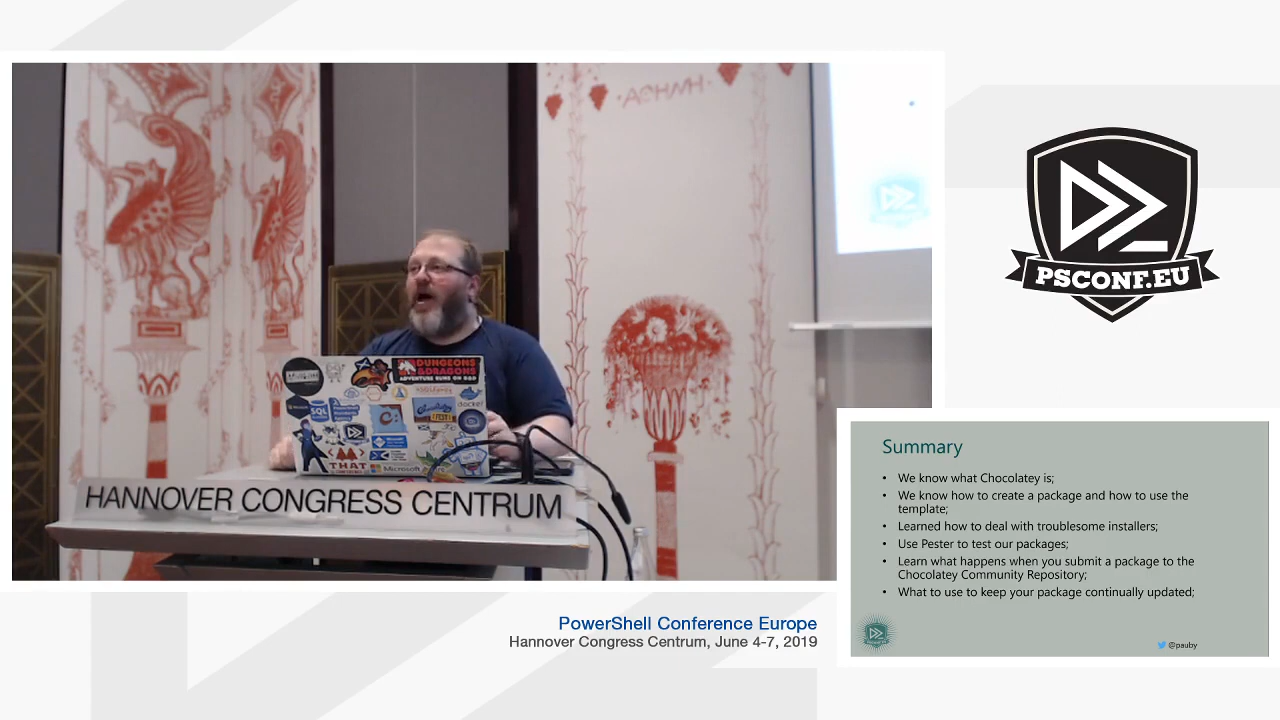 ACHWH
DUNGEONS
& DRAGONS
ADVENTURE RUNS ON D&D
docker
SQL
THAT
CONFERENCE
Microsoft
HANNOVER CONGRESS CENTRUM
PSCONF.EU
Summary
• We know what Chocolatey is;
• We know how to create a package and how to use the
template;
• Learned how to deal with troublesome installers;
• Use Pester to test our packages;
• Learn what happens when you submit a package to the
Chocolatey Community Repository;
• What to use to keep your package continually updated;
@pauby
PowerShell Conference Europe
Hannover Congress Centrum, June 4-7, 2019